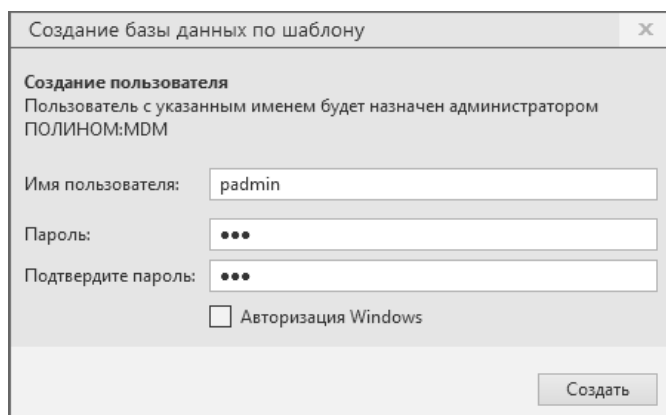 Создание базы данных по шаблону
x
Создание пользователя
Пользователь с указанным именем будет назначен администратором
ПОЛИНОМ:MDM
Имя пользователя: padmin
Пароль: ●●●
Подтвердите пароль: ●●●
Авторизация Windows
Создать